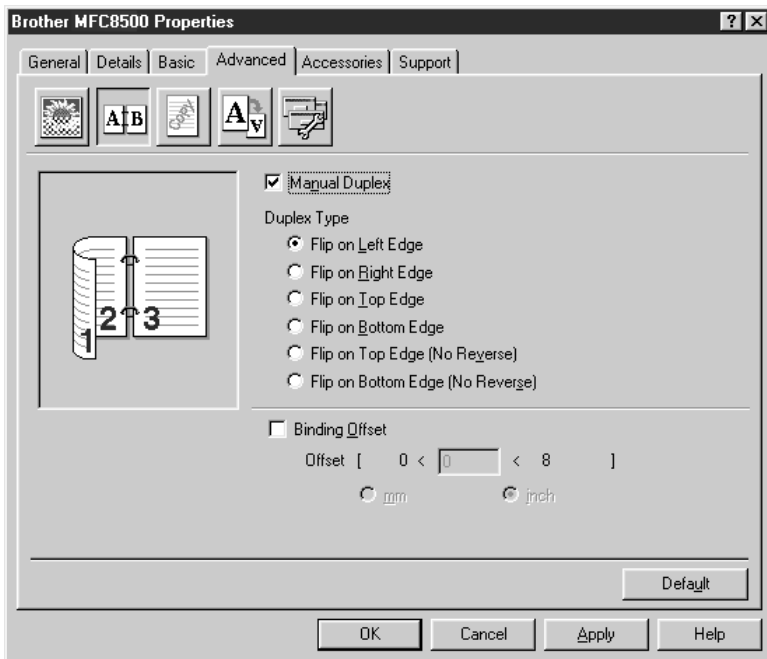 Brother MFC8500 Properties
General Details Basic Advanced Accessories Support
A B Copy A A
Manual Duplex
Duplex Type
Flip on Left Edge
Flip on Right Edge
Flip on Top Edge
Flip on Bottom Edge
Flip on Top Edge (No Reverse)
Flip on Bottom Edge (No Reverse)
1 2 3
Binding Offset
Offset [ 0 < 0 < 8 ]
mm inch
Default
OK Cancel Apply Help